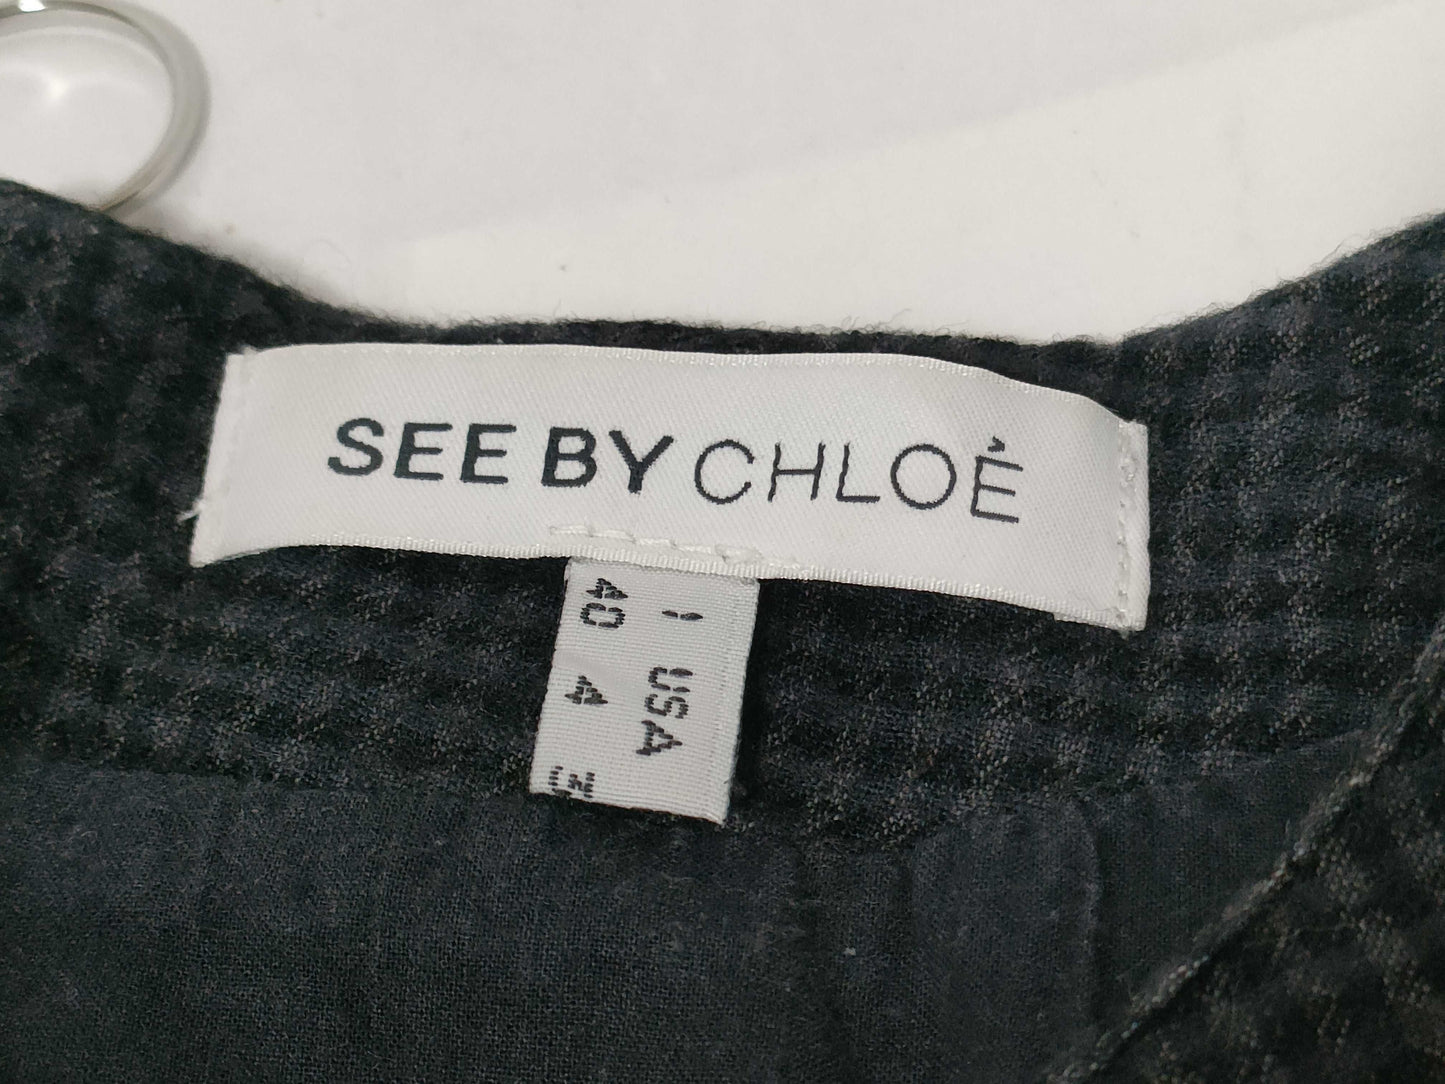 SEE BY CHLOÉ
I USA
40 4